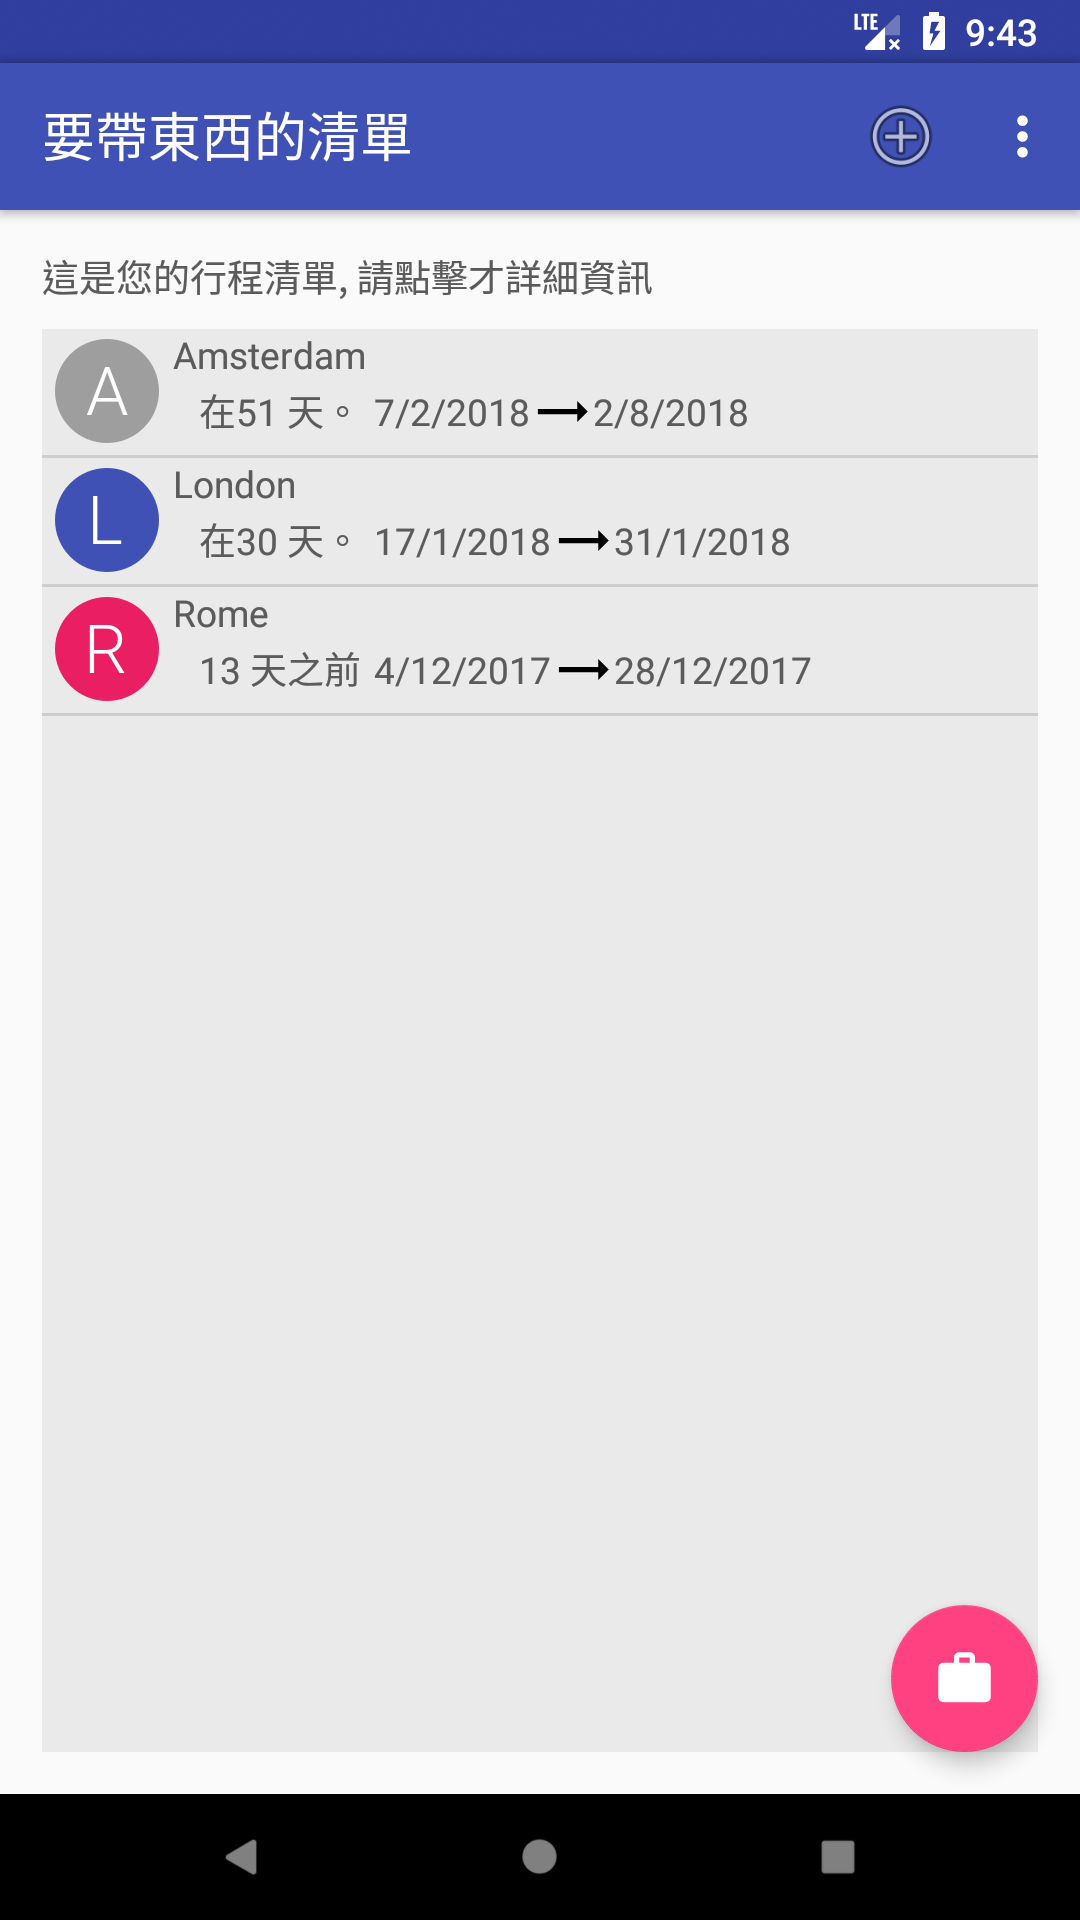 LTE 9:43
要帶東西的清單
這是您的行程清單, 請點擊才詳細資訊
A Amsterdam
在51 天。 7/2/2018 2/8/2018
L London
在30 天。 17/1/2018 31/1/2018
R Rome
13 天之前 4/12/2017 28/12/2017